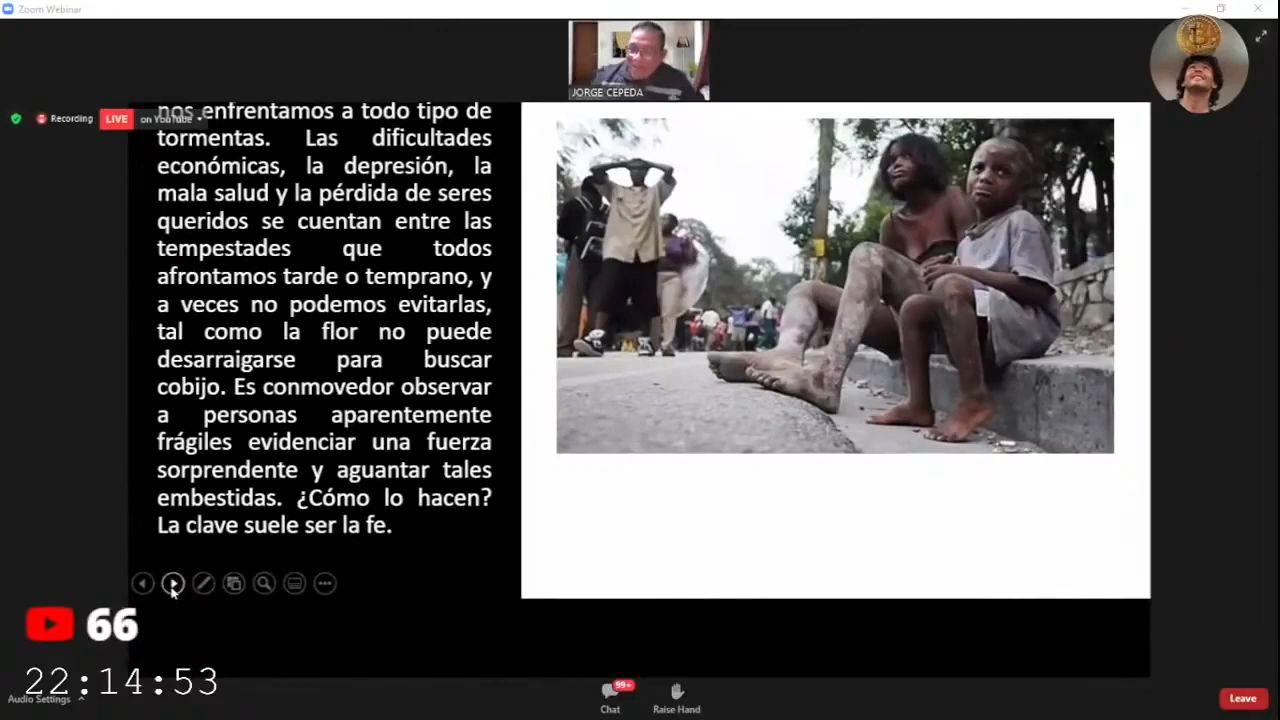 Zoom Webinar
JORGE CEPEDA
Recording
LIVE
on YouTube
nos enfrentamos a todo tipo de
tormentas. Las dificultades
económicas, la depresión, la
mala salud y la pérdida de seres
queridos se cuentan entre las
tempestades que todos
afrontamos tarde o temprano, y
a veces no podemos evitarlas,
tal como la flor no puede
desarraigarse para buscar
cobijo. Es conmovedor observar
a personas aparentemente
frágiles evidenciar una fuerza
sorprendente y aguantar tales
embestidas. ¿Cómo lo hacen?
La clave suele ser la fe.
66
22:14:53
Audio Settings
99+
Chat
Raise Hand
Leave